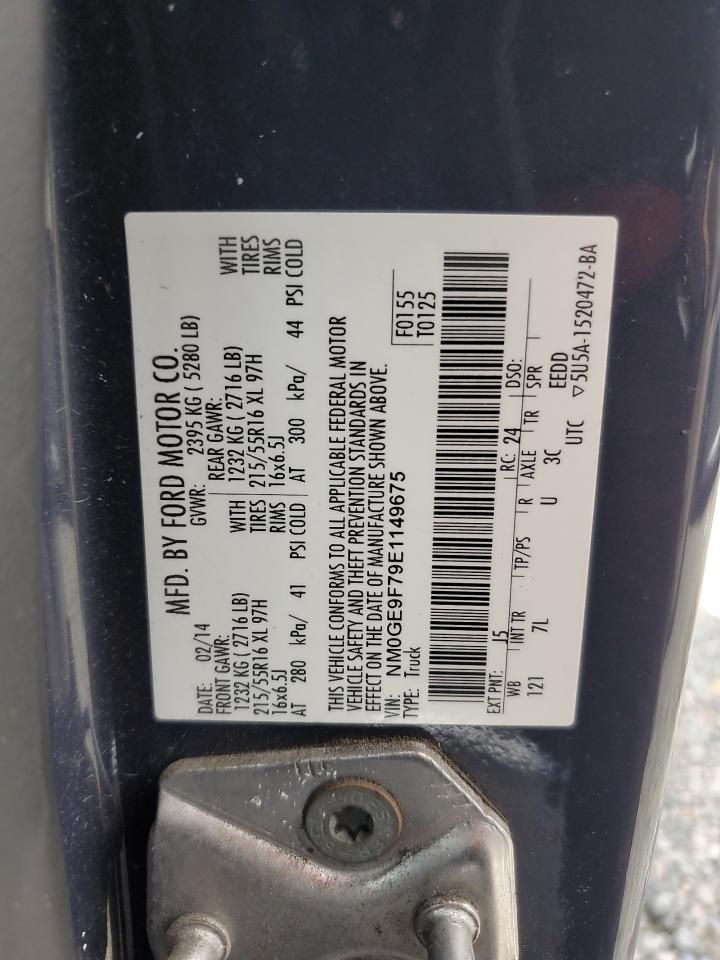 MFD. BY FORD MOTOR CO.
DATE: 02/14 GVWR: 2395 KG ( 5280 LB)
FRONT GAWR: REAR GAWR:
1232 KG ( 2716 LB) WITH 1232 KG ( 2716 LB) WITH
215/55R16 XL 97H TIRES 215/55R16 XL 97H TIRES
16x6.5J RIMS 16x6.5J RIMS
AT 280 kPa/ 41 PSI COLD AT 300 kPa/ 44 PSI COLD
THIS VEHICLE CONFORMS TO ALL APPLICABLE FEDERAL MOTOR
VEHICLE SAFETY AND THEFT PREVENTION STANDARDS IN
EFFECT ON THE DATE OF MANUFACTURE SHOWN ABOVE.
VIN: NM0GE9F79E1149675 F0155
TYPE: Truck T0125
EXT PNT: J5 RC: 24 DSO:
WB INT TR TP/PS R AXLE TR SPR
121 7L U 3C EEDD
UTC ▽5U5A-1520472-BA